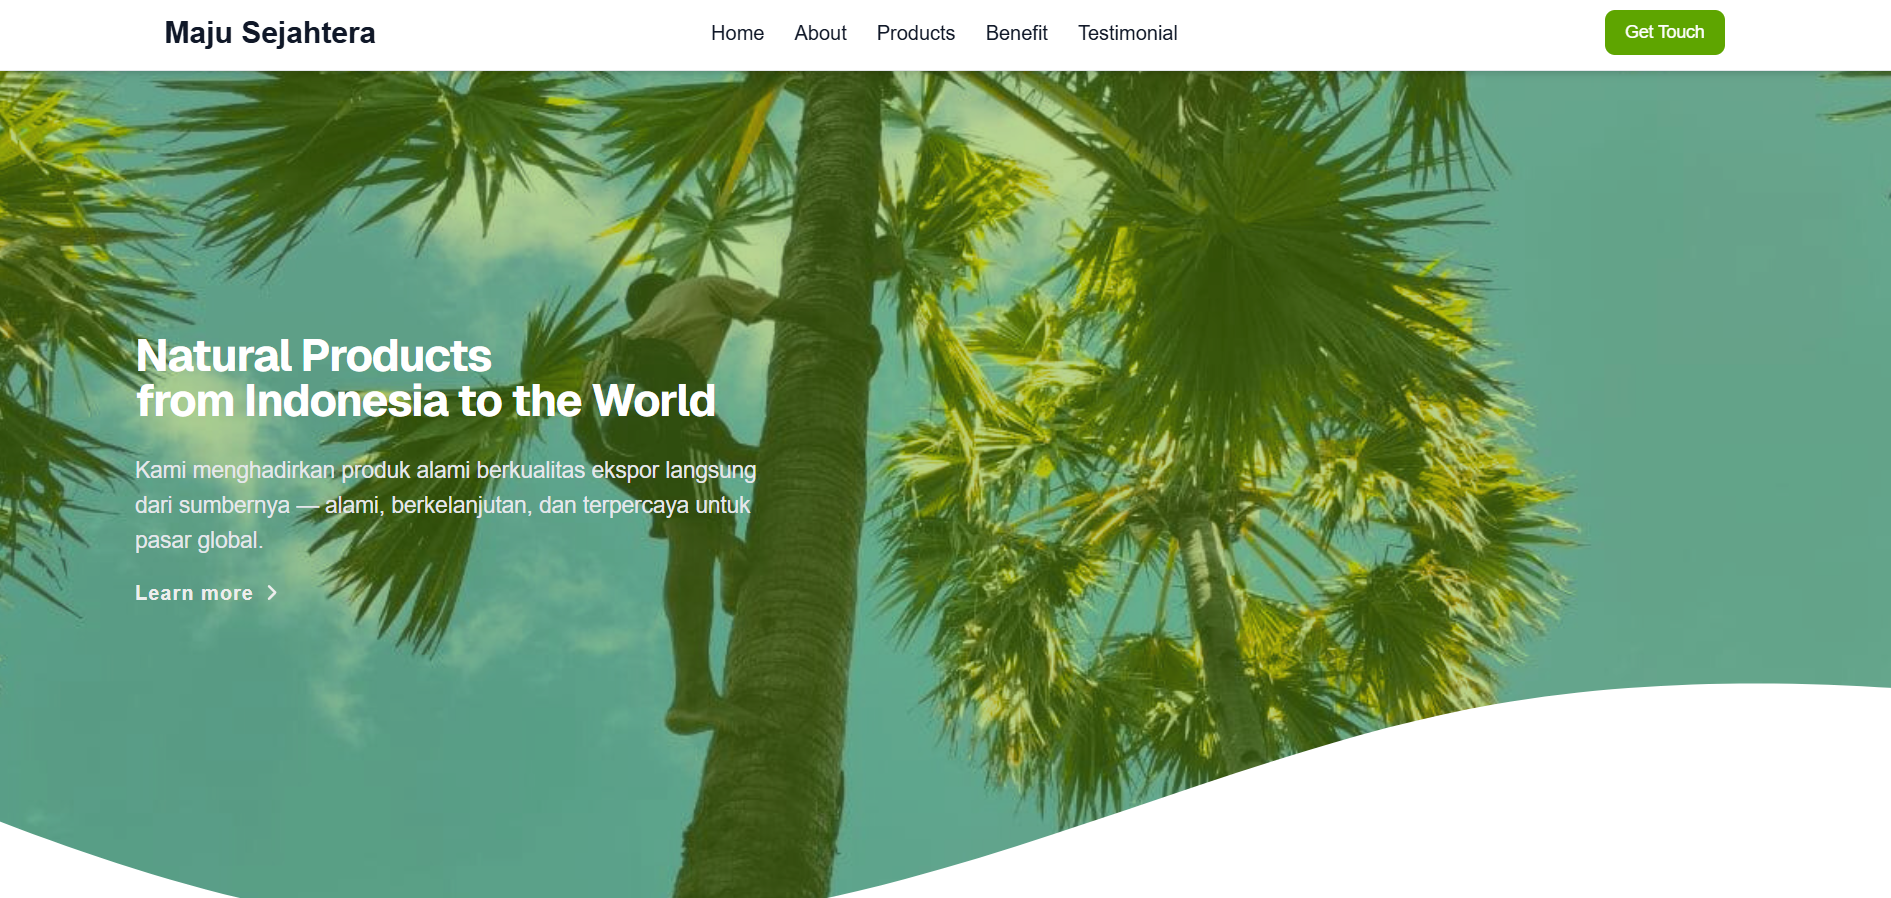 Maju Sejahtera
Home About Products Benefit Testimonial
Get Touch
Natural Products
from Indonesia to the World
Kami menghadirkan produk alami berkualitas ekspor langsung
dari sumbernya — alami, berkelanjutan, dan terpercaya untuk
pasar global.
Learn more